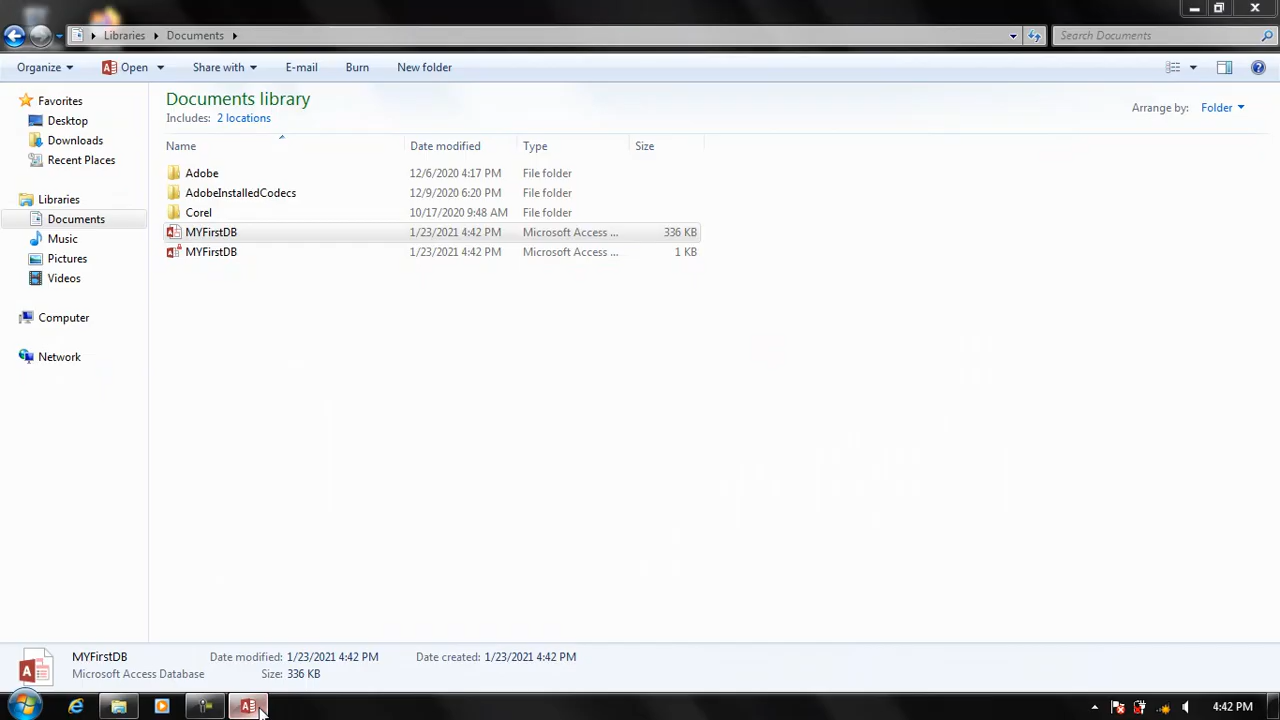 Libraries Documents
Search Documents
Organize Open Share with E-mail Burn New folder
Favorites
Desktop
Downloads
Recent Places
Libraries
Documents
Music
Pictures
Videos
Computer
Network
Documents library
Includes: 2 locations
Arrange by: Folder
Name Date modified Type Size
Adobe 12/6/2020 4:17 PM File folder
AdobeInstalledCodecs 12/9/2020 6:20 PM File folder
Corel 10/17/2020 9:48 AM File folder
MYFirstDB 1/23/2021 4:42 PM Microsoft Access ... 336 KB
MYFirstDB 1/23/2021 4:42 PM Microsoft Access ... 1 KB
MYFirstDB Date modified: 1/23/2021 4:42 PM Date created: 1/23/2021 4:42 PM
Microsoft Access Database Size: 336 KB
4:42 PM